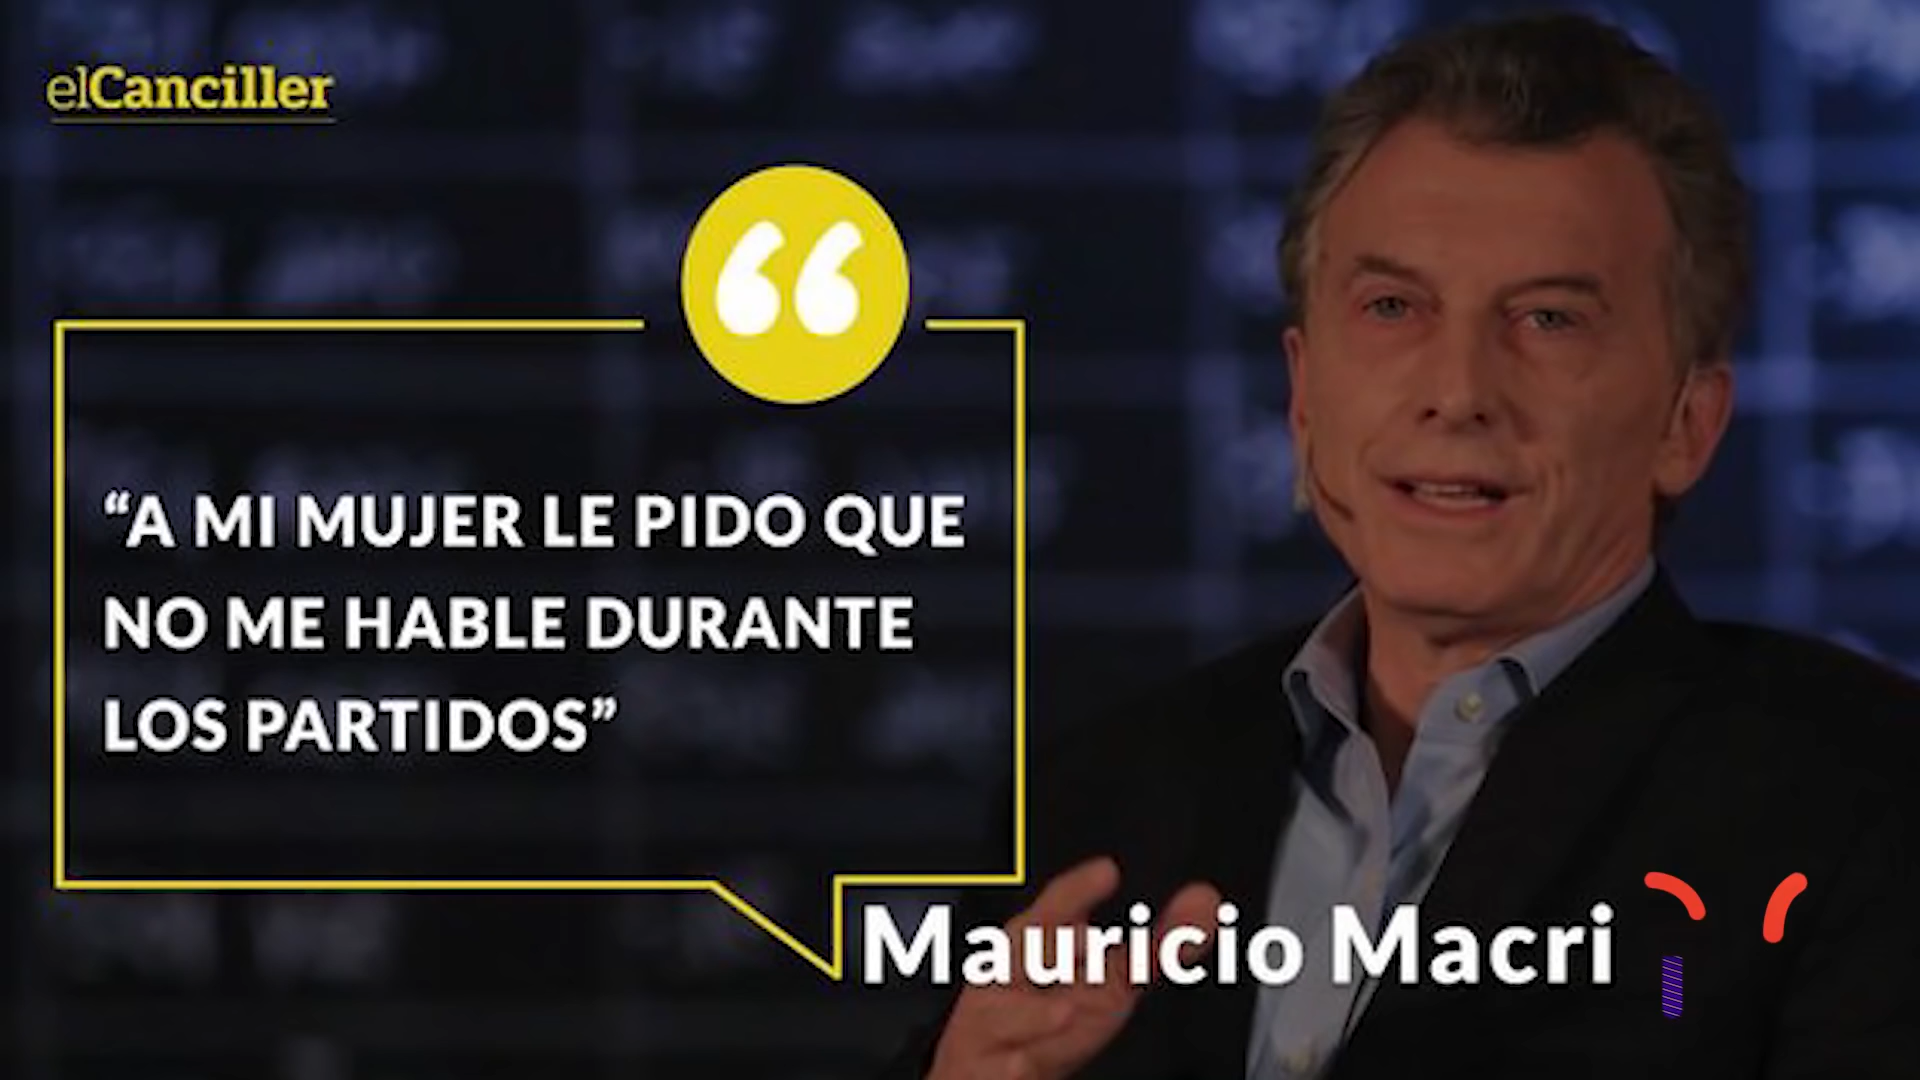 elCanciller
“A MI MUJER LE PIDO QUE
NO ME HABLE DURANTE
LOS PARTIDOS”
Mauricio Macri